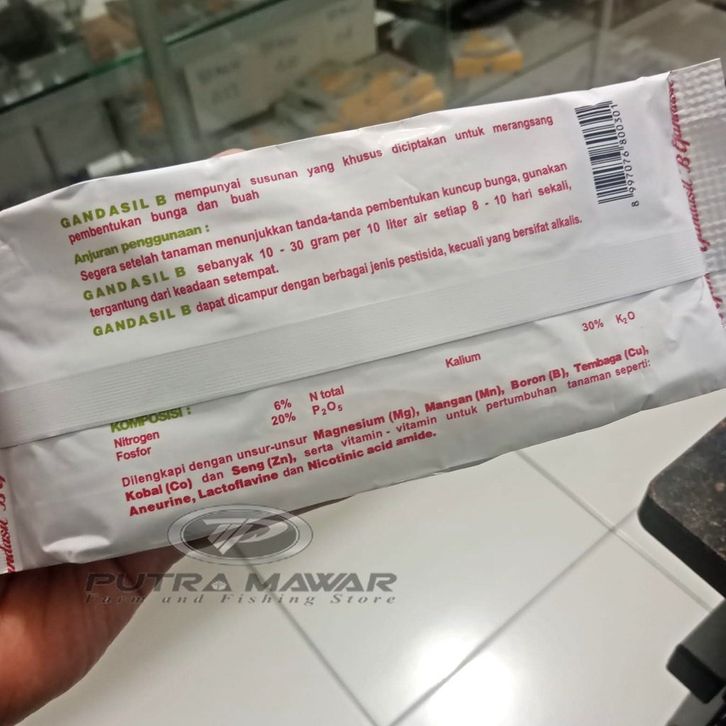 GANDASIL B mempunyai susunan yang khusus diciptakan untuk merangsang
pembentukan bunga dan buah
Anjuran penggunaan :
Segera setelah tanaman menunjukkan tanda-tanda pembentukan kuncup bunga, gunakan
GANDASIL B sebanyak 10 - 30 gram per 10 liter air setiap 8 - 10 hari sekali,
tergantung dari keadaan setempat.
GANDASIL B dapat dicampur dengan berbagai jenis pestisida, kecuali yang bersifat alkalis.
KOMPOSISI :
Nitrogen 6% N total Kalium 30% K₂O
Fosfor 20% P₂O₅
Dilengkapi dengan unsur-unsur Magnesium (Mg), Mangan (Mn), Boron (B), Tembaga (Cu),
Kobal (Co) dan Seng (Zn), serta vitamin - vitamin untuk pertumbuhan tanaman seperti:
Aneurine, Lactoflavine dan Nicotinic acid amide.
8 997076 800301
Gandasil B
PUTRA MAWAR
Farm and Fishing Store